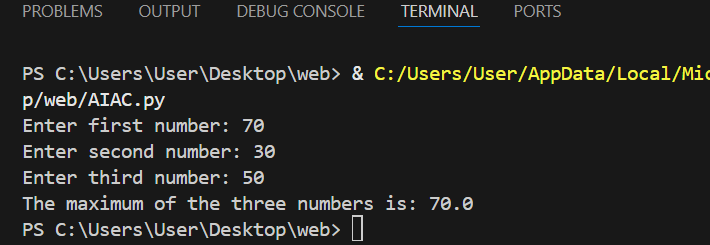 PROBLEMS OUTPUT DEBUG CONSOLE TERMINAL PORTS
PS C:\Users\User\Desktop\web> & C:/Users/User/AppData/Local/Mic
p/web/AIAC.py
Enter first number: 70
Enter second number: 30
Enter third number: 50
The maximum of the three numbers is: 70.0
PS C:\Users\User\Desktop\web>